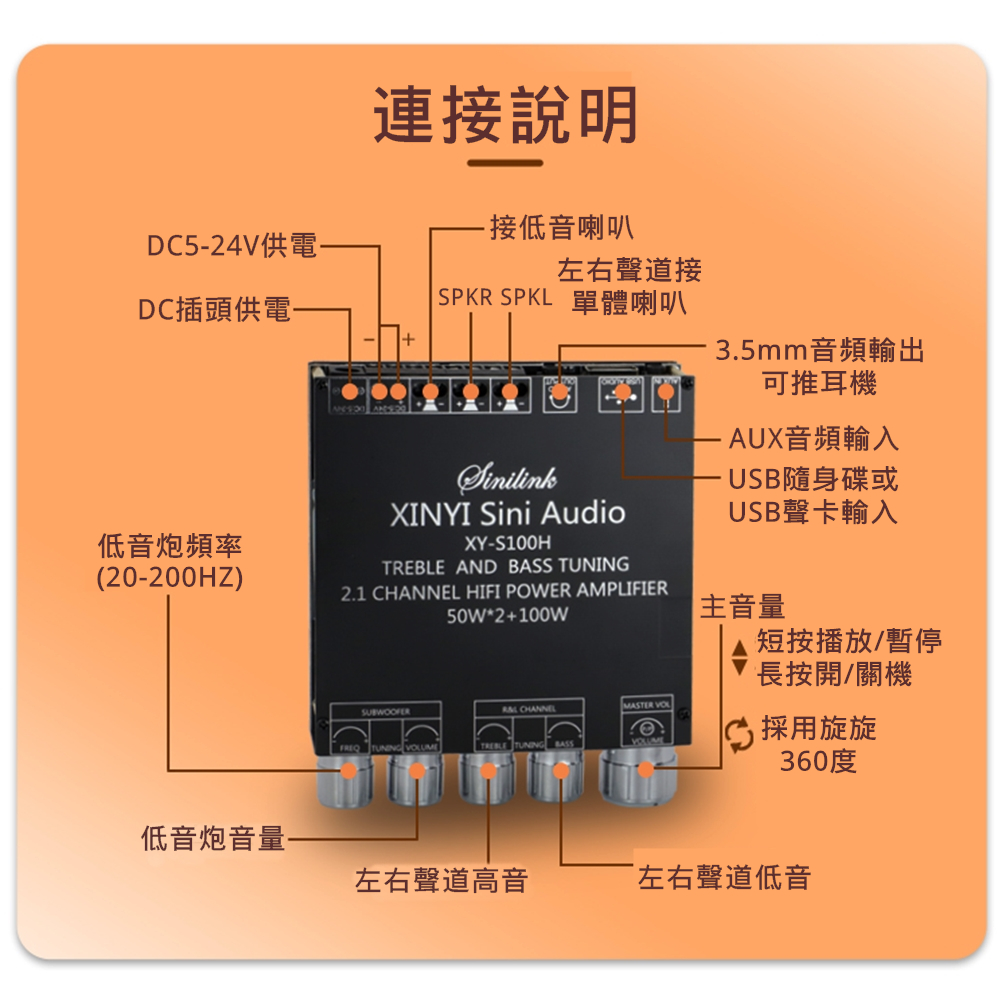 連接說明
接低音喇叭
DC5-24V供電
左右聲道接
單體喇叭
SPKR SPKL
DC插頭供電
- +
3.5mm音頻輸出
可推耳機
AUX音頻輸入
USB隨身碟或
USB聲卡輸入
DC5-24V
USB AUDIO
AUX IN
Sinilink
XINYI Sini Audio
XY-S100H
TREBLE AND BASS TUNING
2.1 CHANNEL HIFI POWER AMPLIFIER
50W*2+100W
低音炮頻率
(20-200HZ)
主音量
短按播放/暫停
長按開/關機
採用旋旋
360度
SUBWOOFER
FREQ TUNING VOLUME
R&L CHANNEL
TREBLE TUNING BASS
MASTER VOL
VOLUME
低音炮音量
左右聲道高音
左右聲道低音